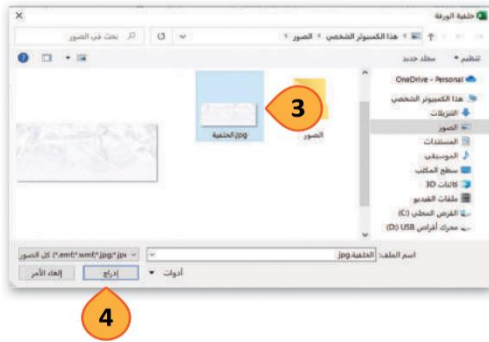 خلفية الورقة
هذا الكمبيوتر الشخصي > الصور >
بحث في الصور
تنظيم
مجلد جديد
OneDrive - Personal
هذا الكمبيوتر الشخصي
التنزيلات
الصور
المستندات
الموسيقى
سطح المكتب
كائنات 3D
ملفات الفيديو
القرص المحلي (C:)
محرك أقراص USB (D:)
الصور
الخلفية.jpg
3
اسم الملف:
الخلفية.jpg
كل الصور (*.emf;*.wmf;*.jpg;*.jpe
أدوات
إدراج
إلغاء الأمر
4